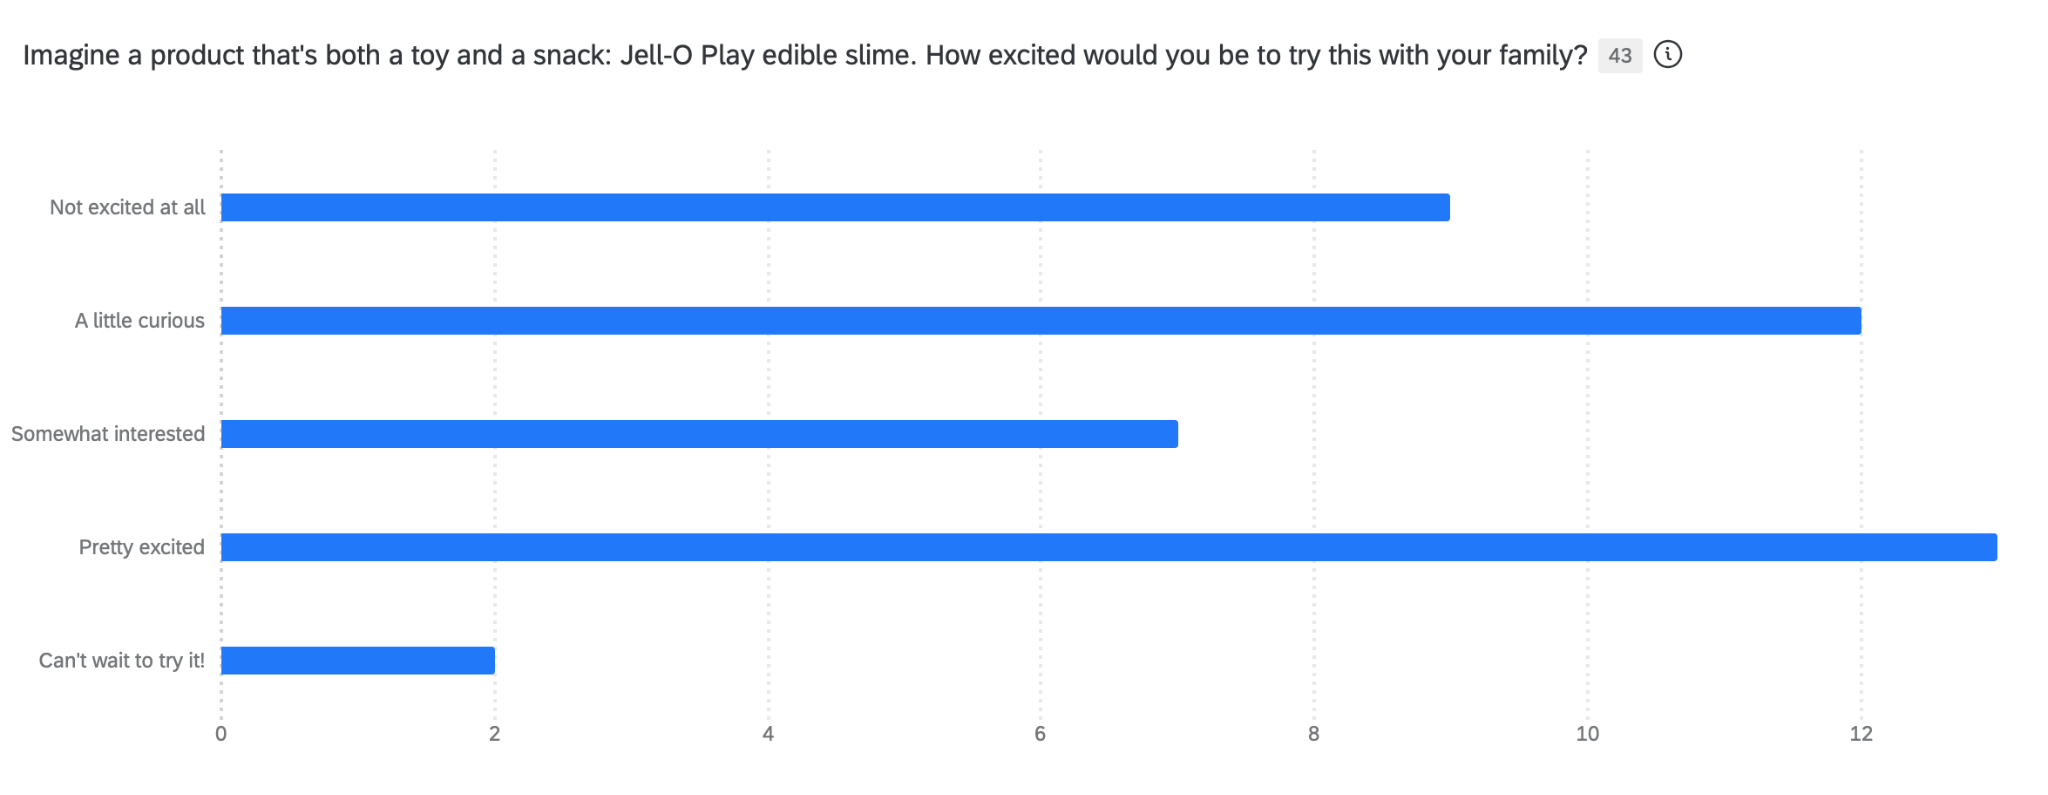 Imagine a product that's both a toy and a snack: Jell-O Play edible slime. How excited would you be to try this with your family? 43
Not excited at all
A little curious
Somewhat interested
Pretty excited
Can't wait to try it!
0 2 4 6 8 10 12